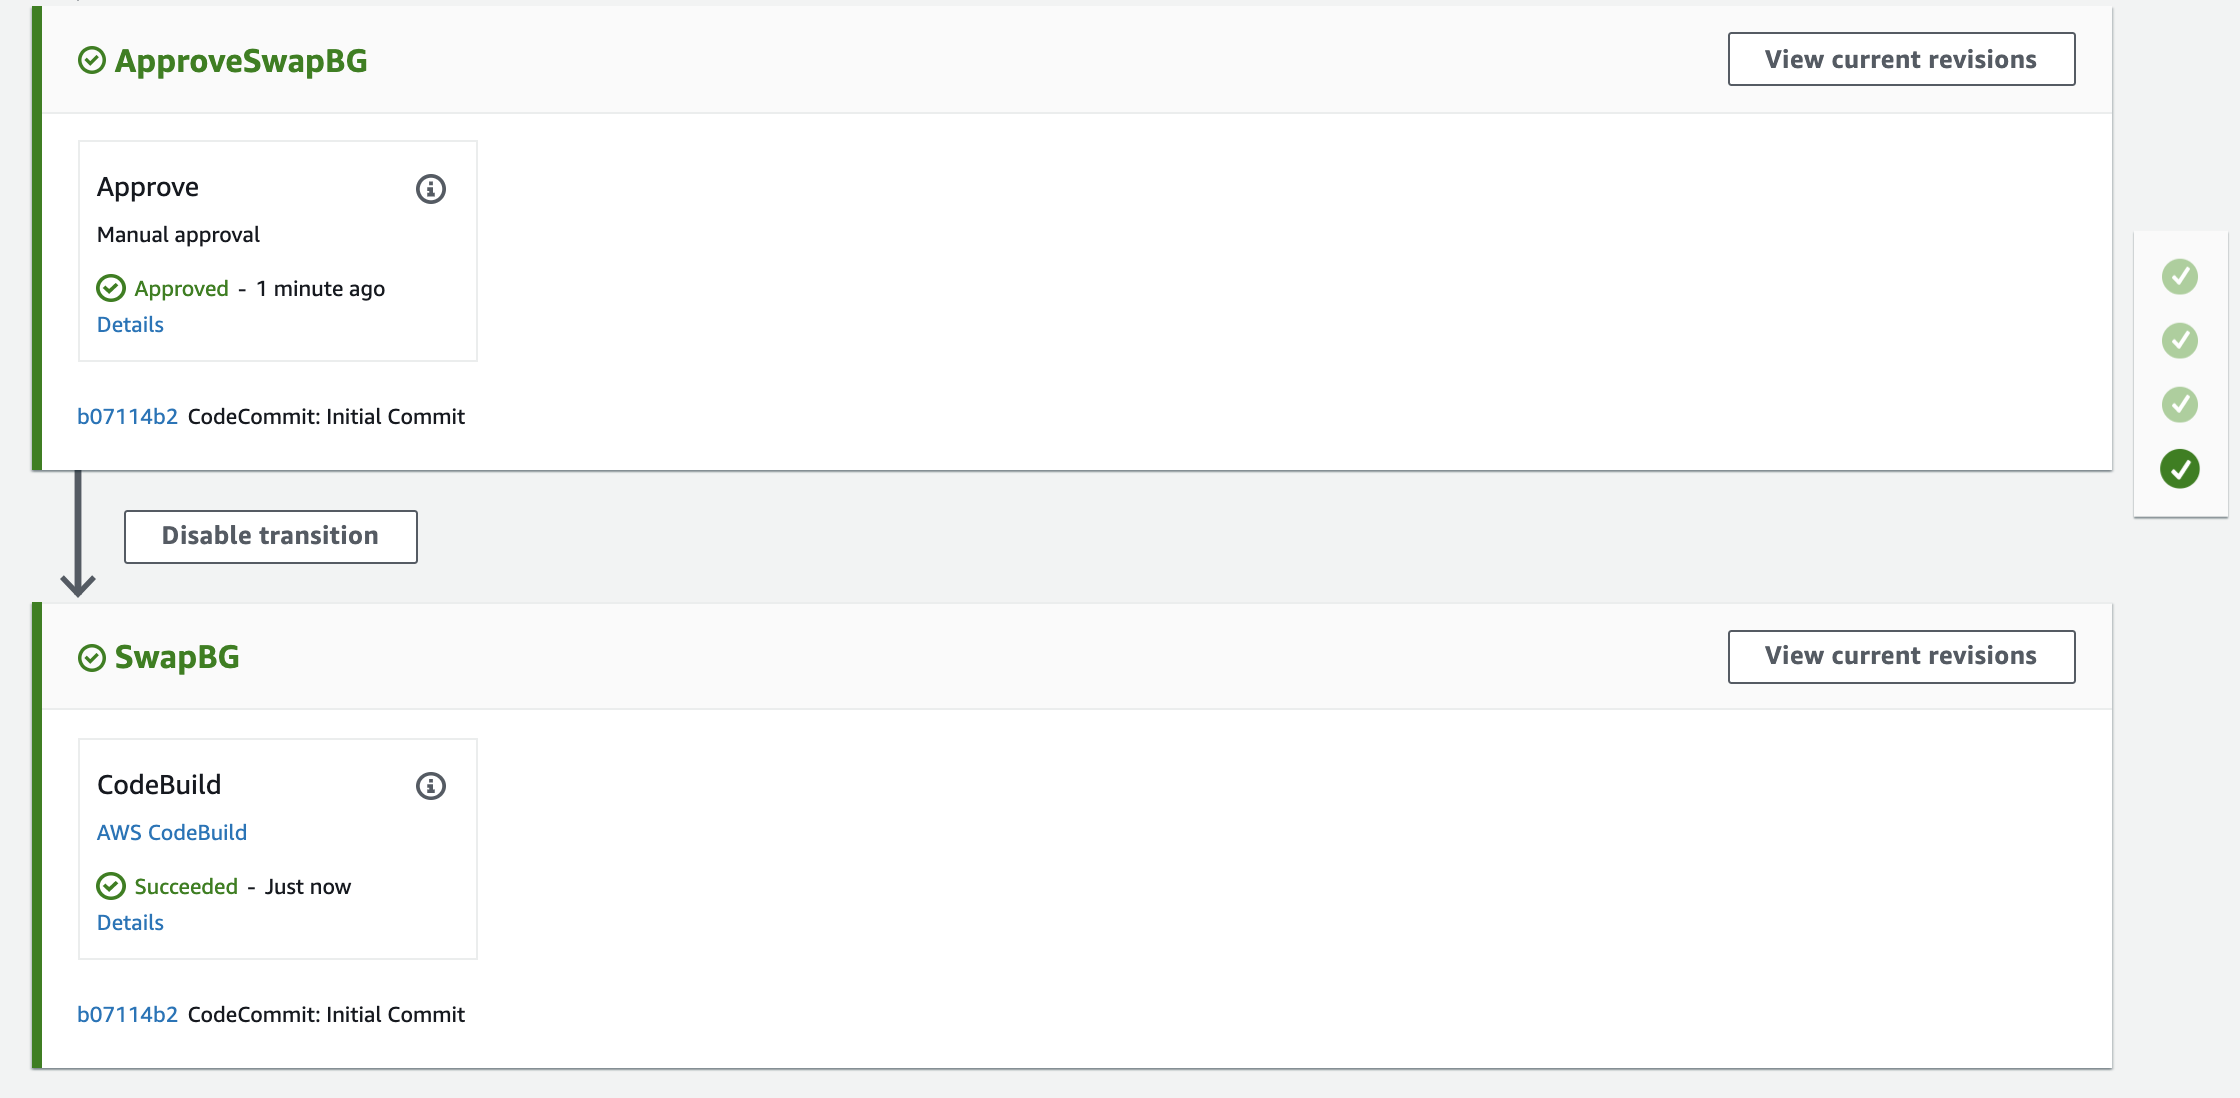 ApproveSwapBG
View current revisions
Approve
Manual approval
Approved - 1 minute ago
Details
b07114b2 CodeCommit: Initial Commit
Disable transition
SwapBG
View current revisions
CodeBuild
AWS CodeBuild
Succeeded - Just now
Details
b07114b2 CodeCommit: Initial Commit